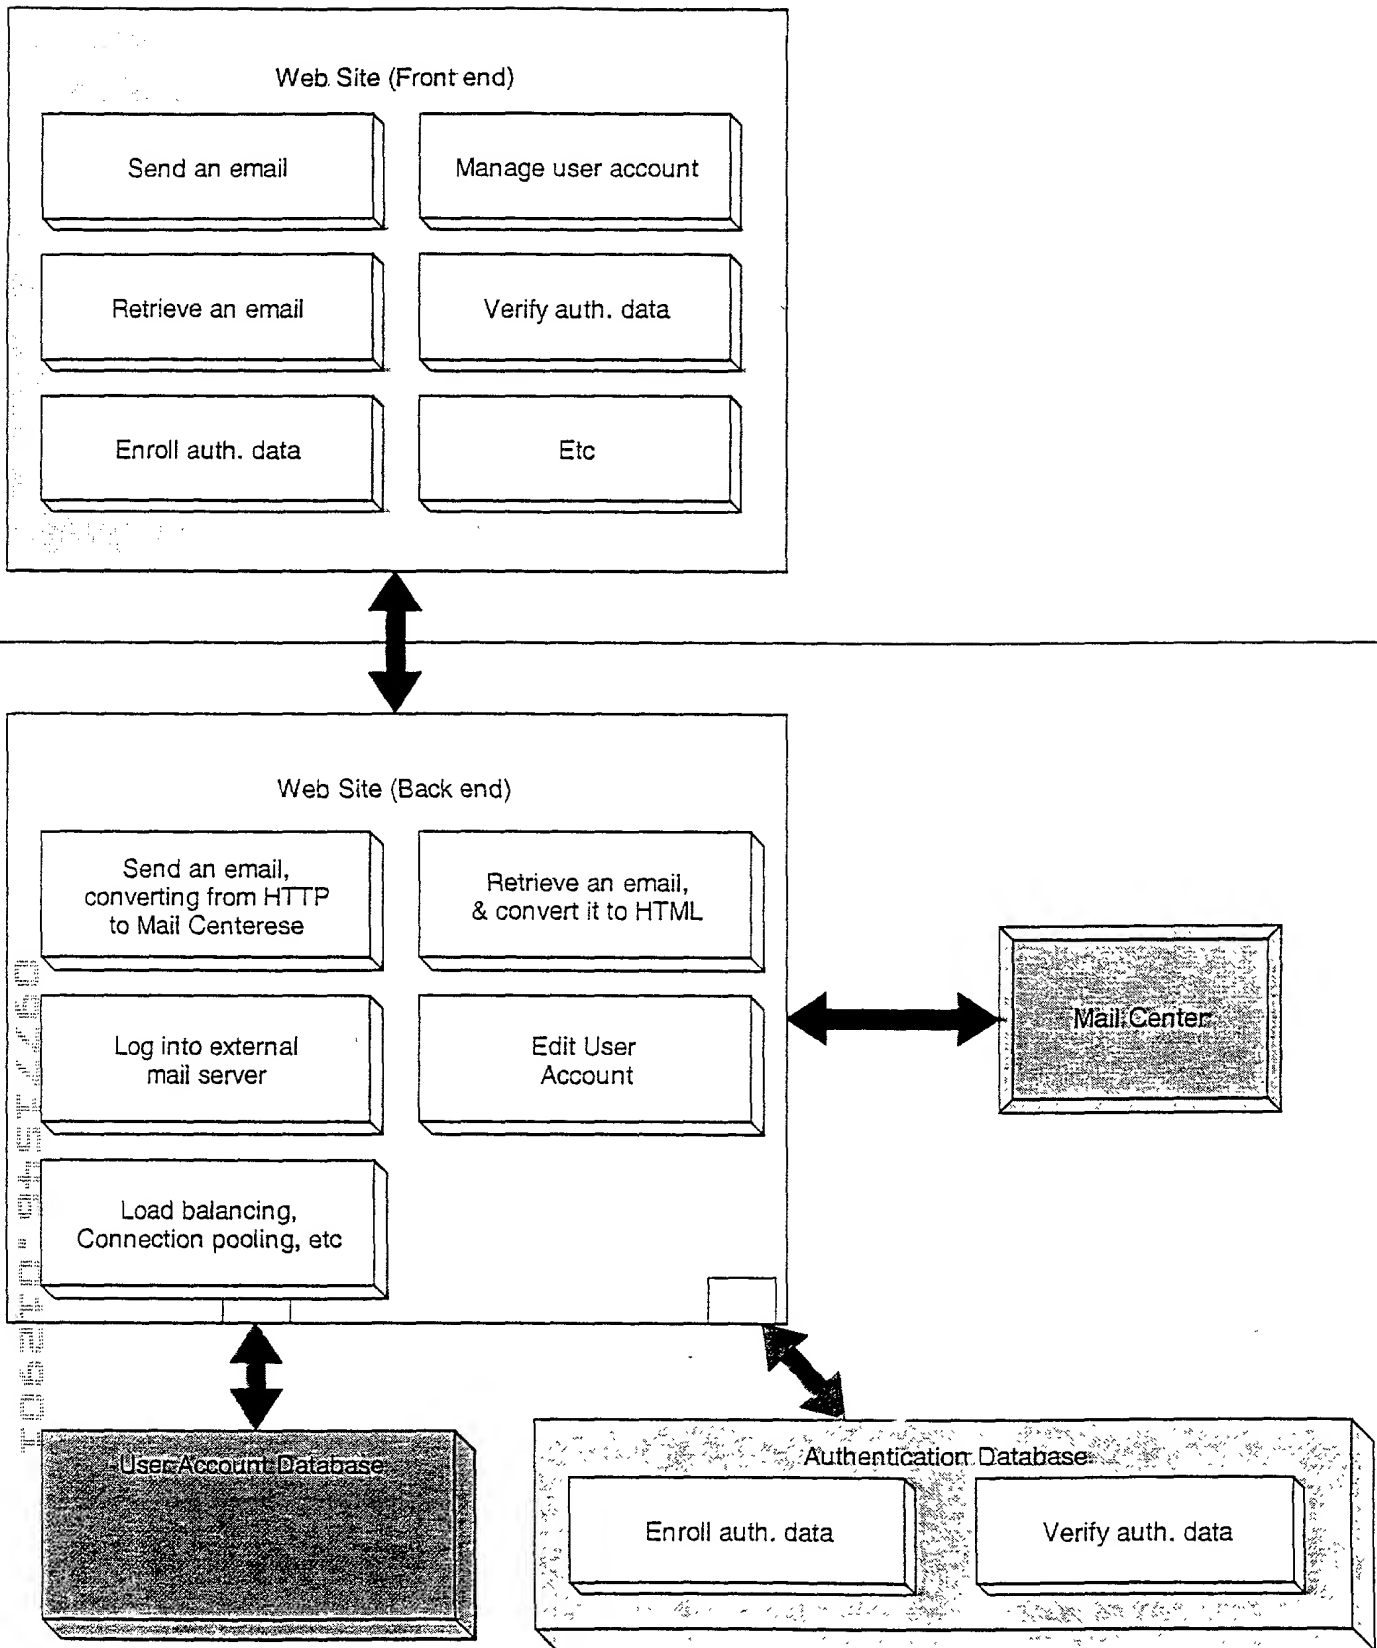 Web Site (Front end)
Send an email
Manage user account
Retrieve an email
Verify auth. data
Enroll auth. data
Etc
Web Site (Back end)
Send an email,
converting from HTTP
to Mail Centerese
Retrieve an email,
& convert it to HTML
Log into external
mail server
Edit User
Account
Mail Center
Load balancing,
Connection pooling, etc
User Account Database
Authentication Database
Enroll auth. data
Verify auth. data